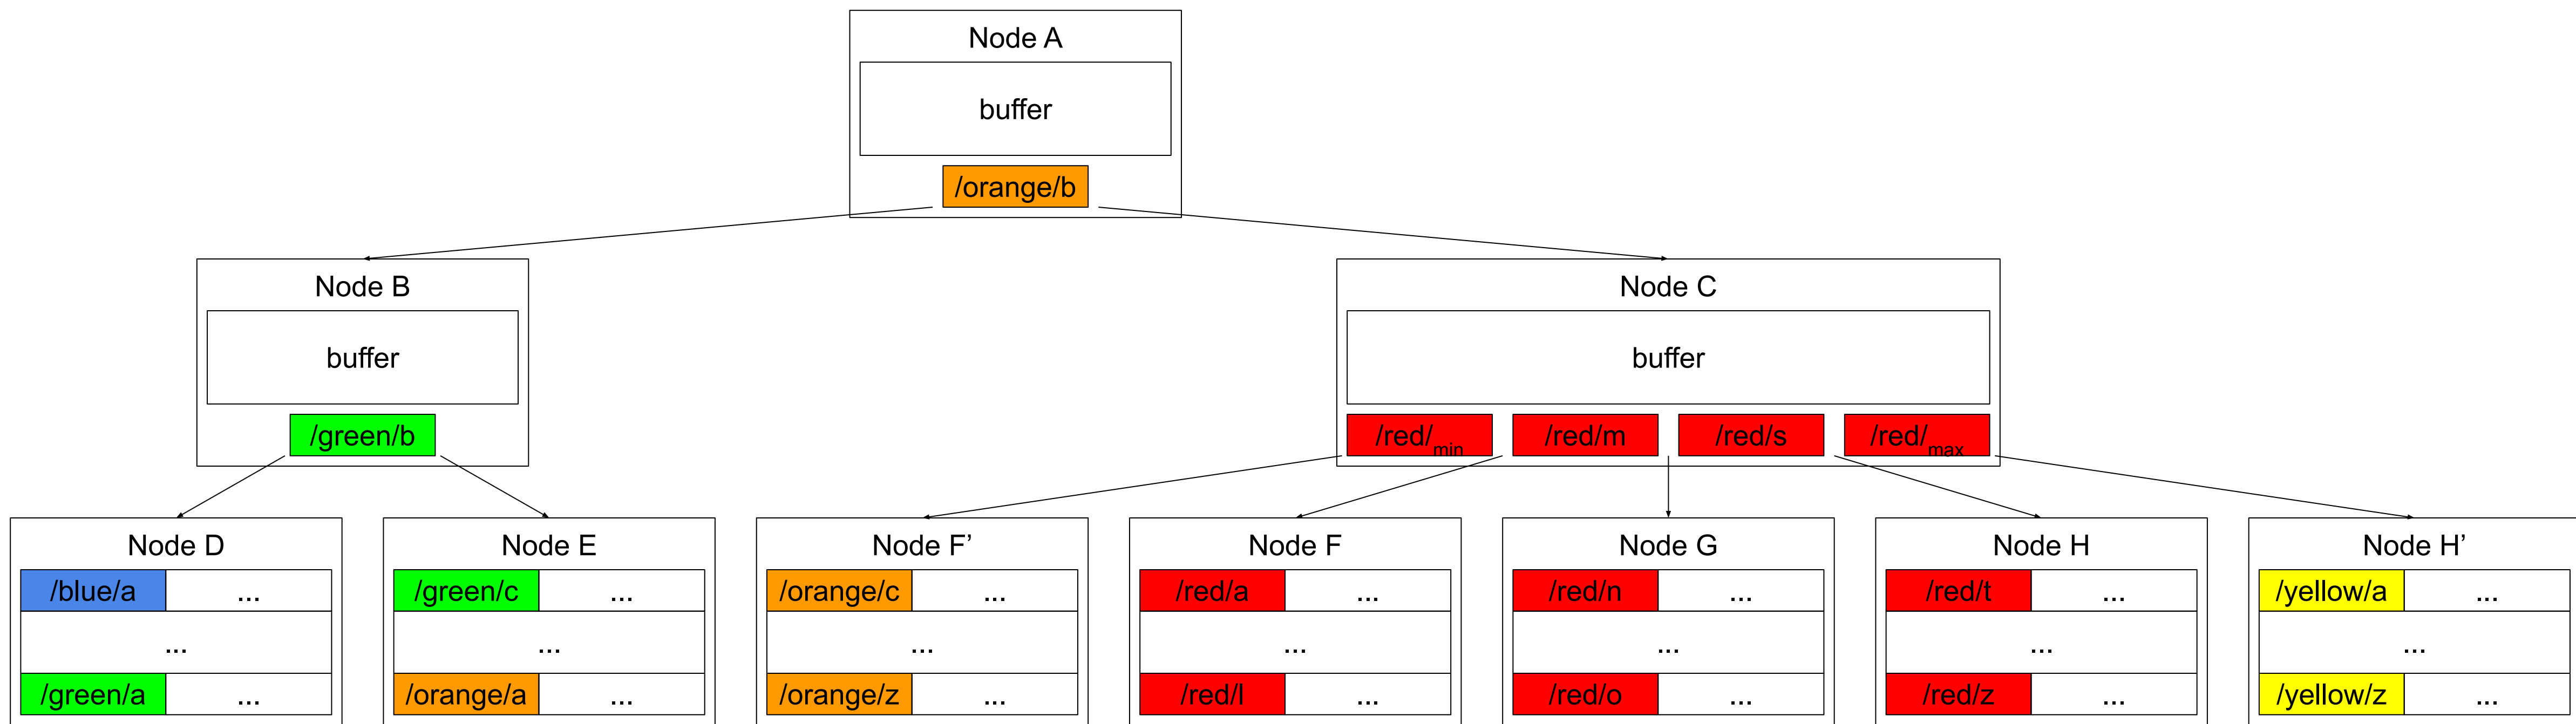 Node A
buffer
/orange/b
Node B
Node C
buffer
buffer
/green/b
/red/min
/red/m
/red/s
/red/max
Node D
Node E
Node F’
Node F
Node G
Node H
Node H’
/blue/a ...
/green/c ...
/orange/c ...
/red/a ...
/red/n ...
/red/t ...
/yellow/a ...
...
...
...
...
...
...
...
/green/a ...
/orange/a ...
/orange/z ...
/red/l ...
/red/o ...
/red/z ...
/yellow/z ...